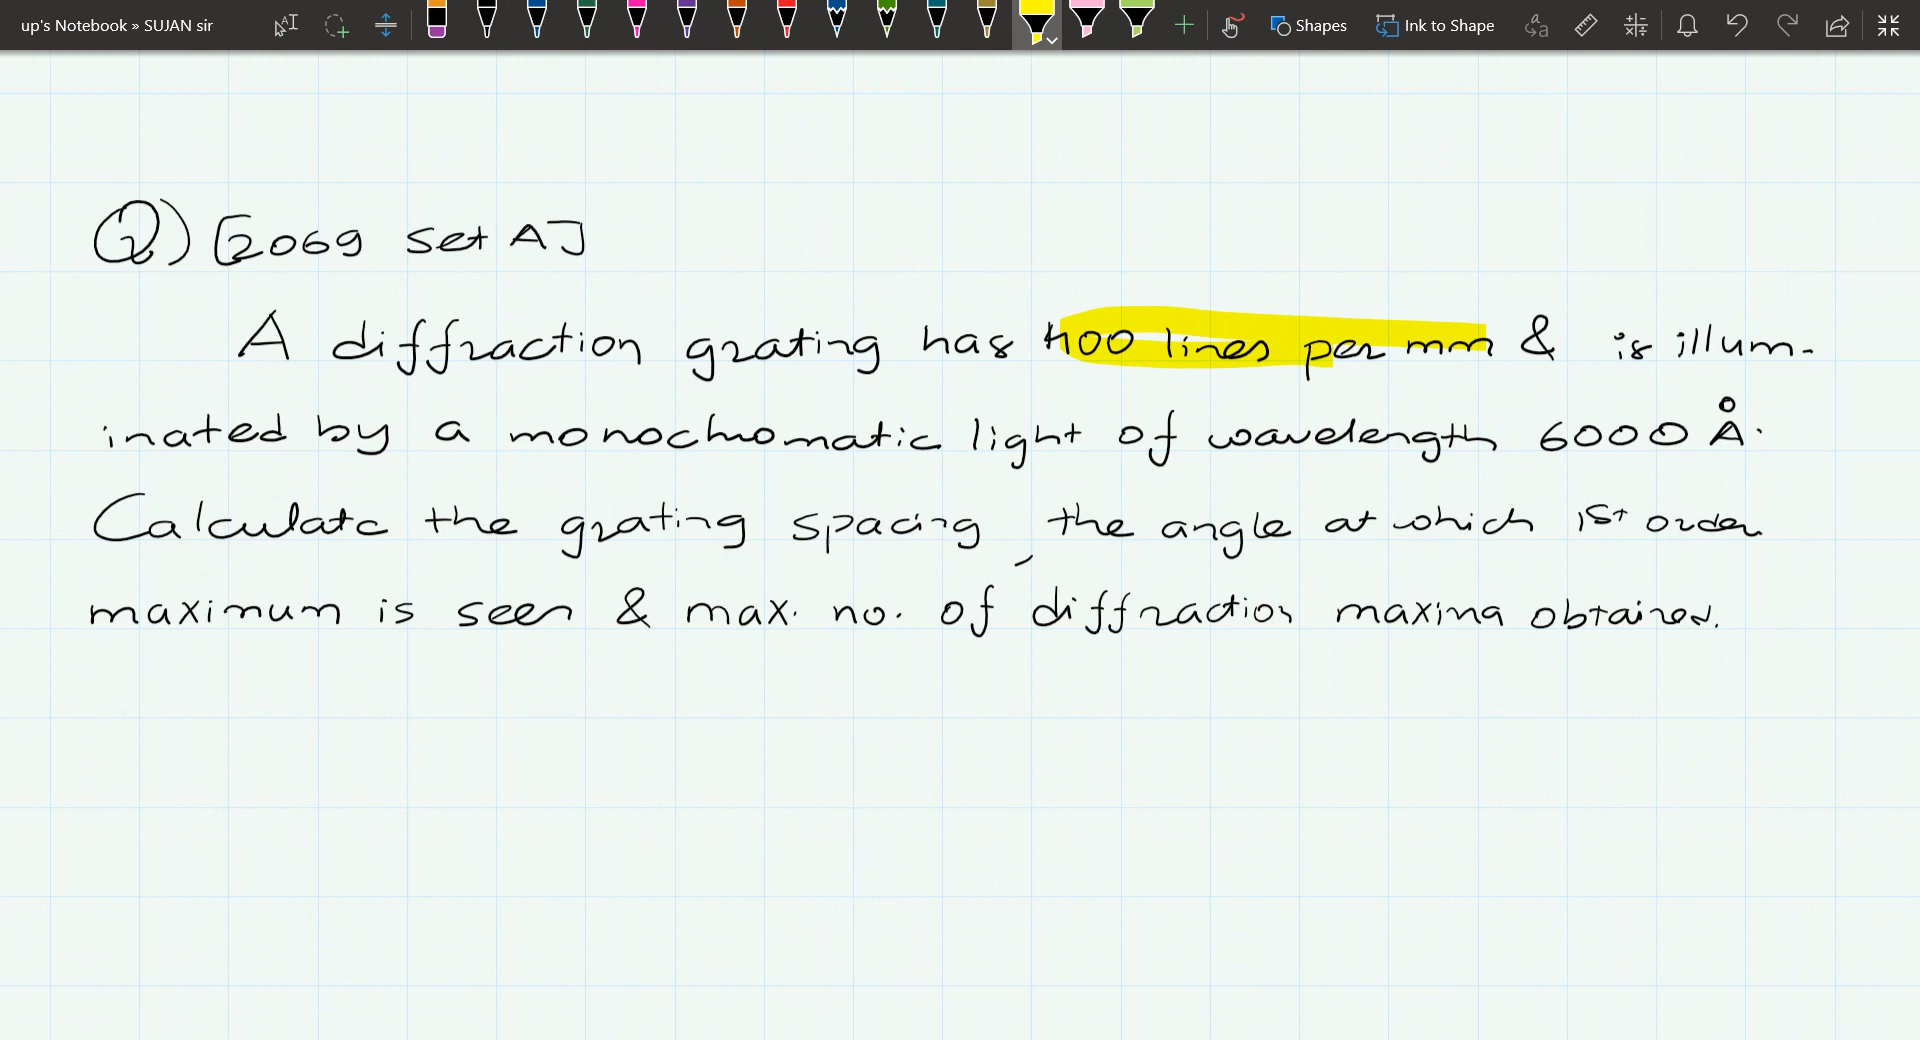 up's Notebook » SUJAN sir
Shapes
Ink to Shape
Q) [2069 set A]
A diffraction grating has 400 lines per mm & is illum-
inated by a monochromatic light of wavelength 6000 Å.
Calculate the grating spacing, the angle at which 1st order
maximum is seen & max. no. of diffraction maxima obtained.